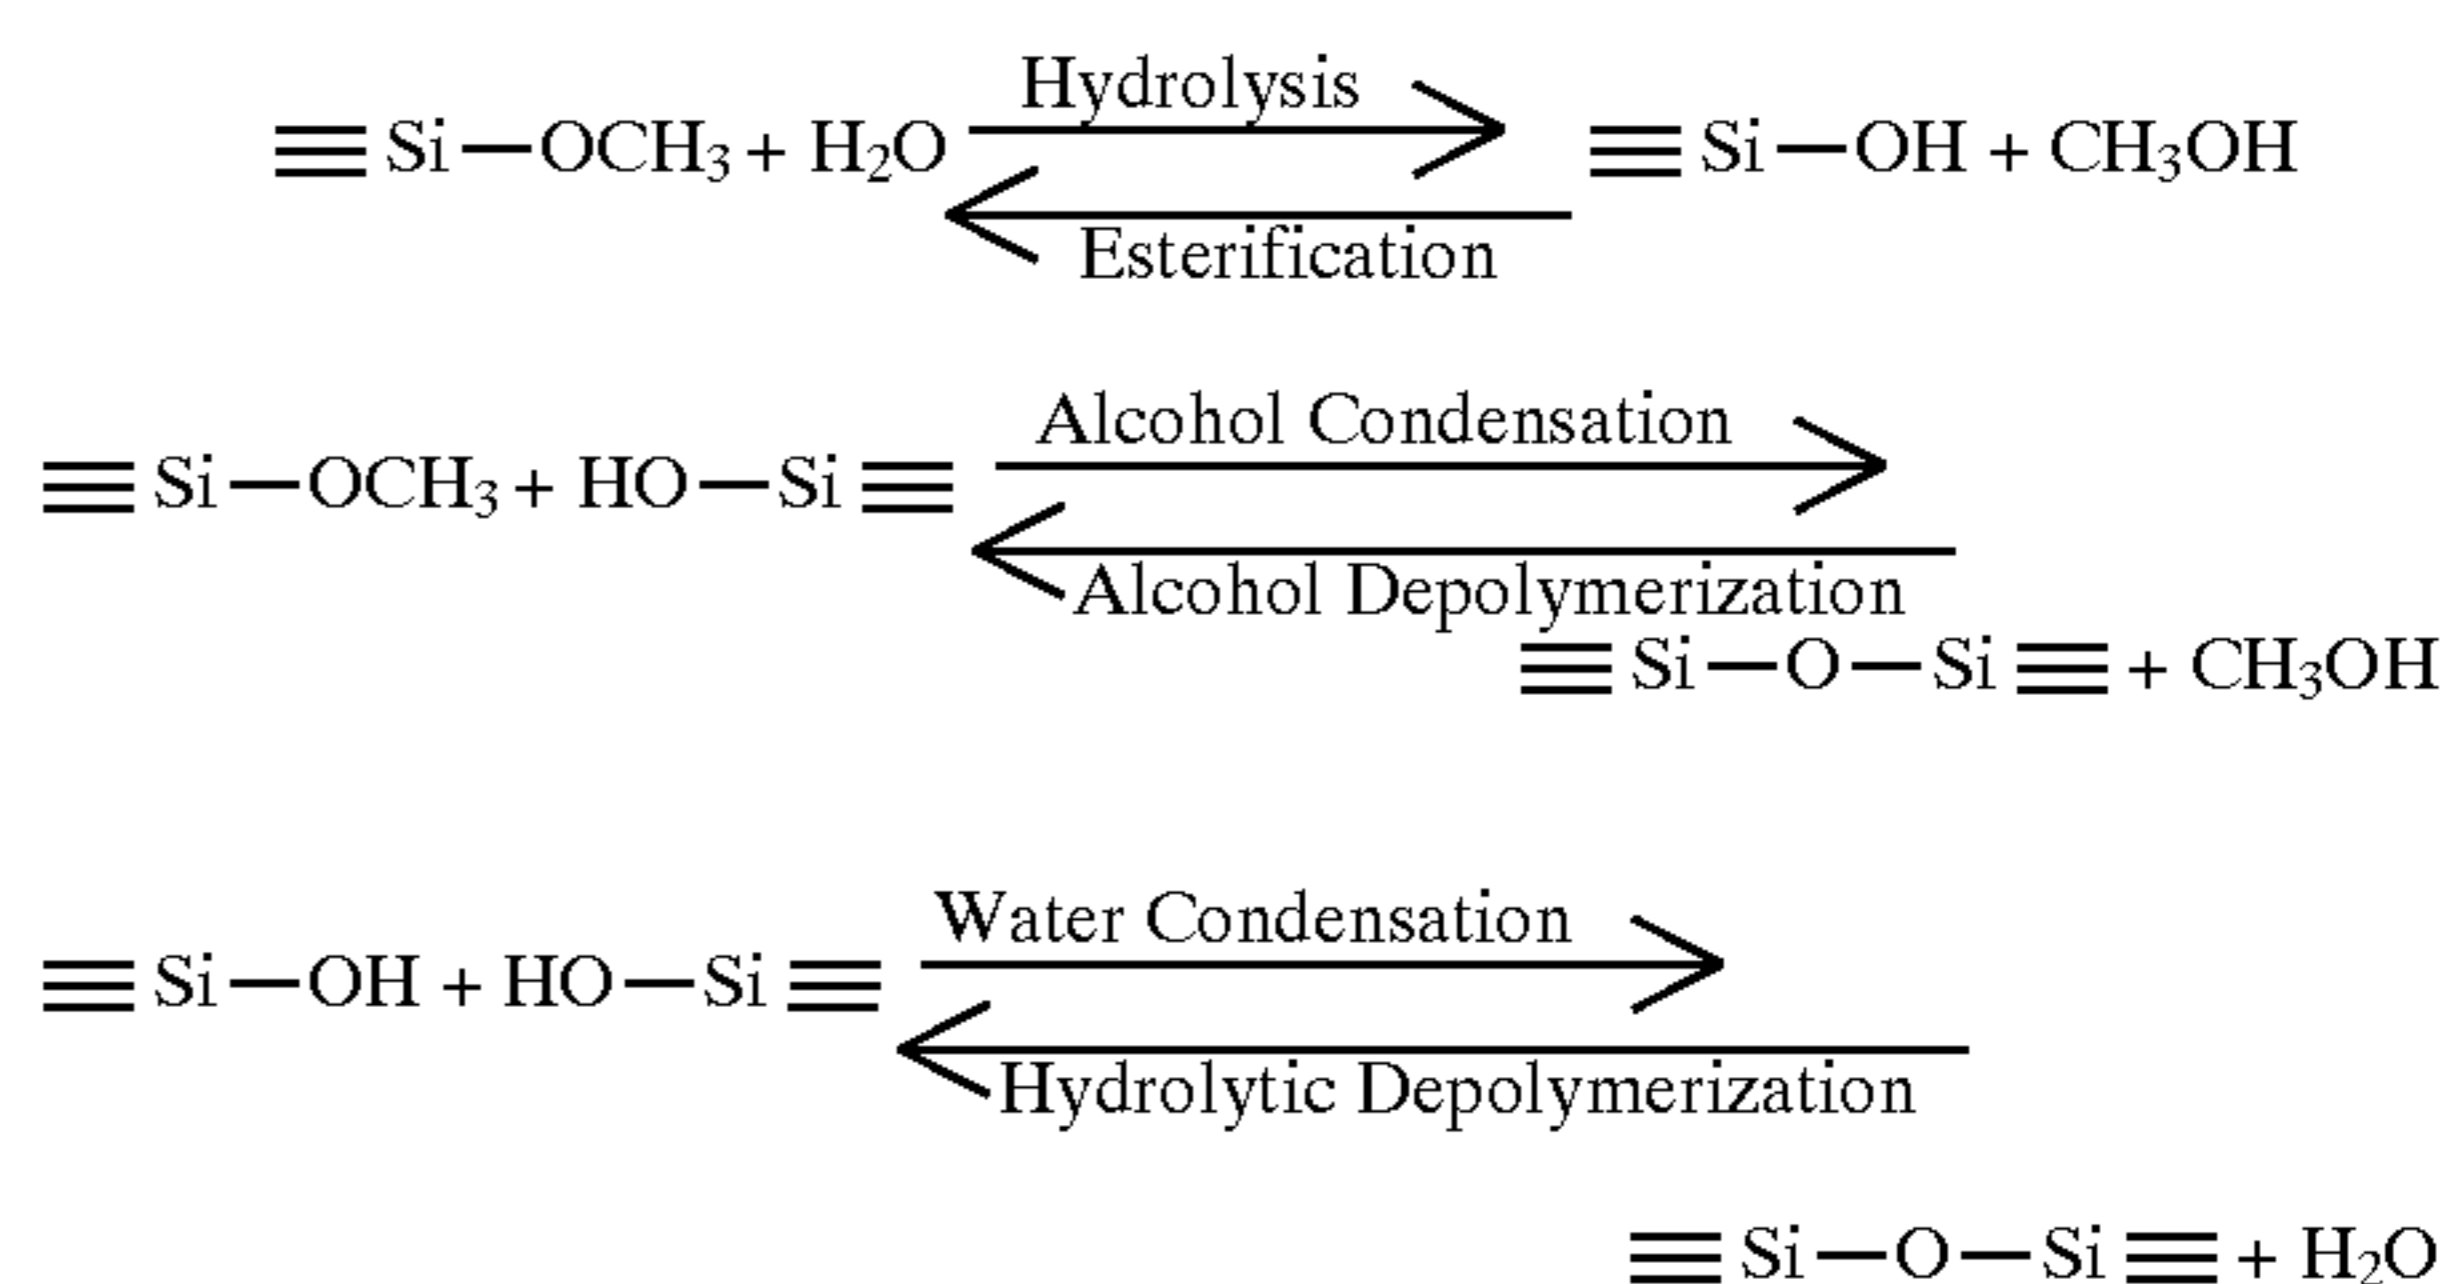 Hydrolysis
≡Si—OCH₃ + H₂O ≡Si—OH + CH₃OH
Esterification
Alcohol Condensation
≡Si—OCH₃ + HO—Si≡
Alcohol Depolymerization
≡Si—O—Si≡ + CH₃OH
Water Condensation
≡Si—OH + HO—Si≡
Hydrolytic Depolymerization
≡Si—O—Si≡ + H₂O